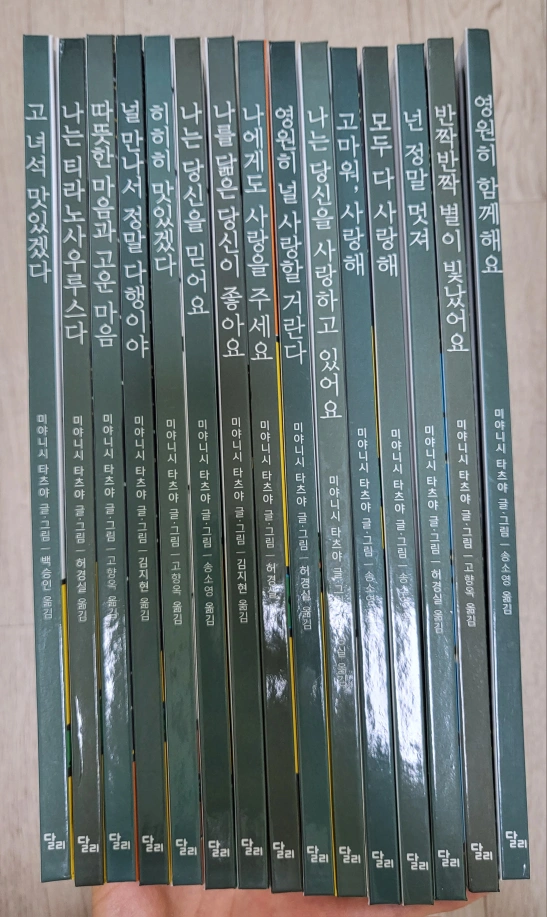 고 녀석 맛있겠다
미야니시 타츠야 글·그림 | 백승인 옮김
달리
나는 티라노사우루스다
미야니시 타츠야 글·그림 | 허경실 옮김
달리
따뜻한 마음과 고운 마음
미야니시 타츠야 글·그림 | 고향옥 옮김
달리
널 만나서 정말 다행이야
미야니시 타츠야 글·그림 | 김지현 옮김
달리
히히히 맛있겠다
미야니시 타츠야 글·그림 | 고향옥 옮김
달리
나는 당신을 믿어요
미야니시 타츠야 글·그림 | 송소영 옮김
달리
나를 닮은 당신이 좋아요
미야니시 타츠야 글·그림 | 김지현 옮김
달리
나에게도 사랑을 주세요
미야니시 타츠야 글·그림 | 허경실
달리
영원히 널 사랑할 거란다
미야니시 타츠야 글·그림 | 허경실 옮김
달리
나는 당신을 사랑하고 있어요
미야니시 타츠야 옮김
달리
고마워, 사랑해
미야니시 타츠야 글·그림 | 송소영
달리
모두 다 사랑해
미야니시 타츠야 글·그림 |
달리
넌 정말 멋져
미야니시 타츠야 글·그림 | 허경실 옮김
달리
반짝반짝 별이 빛났어요
미야니시 타츠야 글·그림 | 고향옥 옮김
달리
영원히 함께해요
미야니시 타츠야 글·그림 | 송소영 옮김
달리